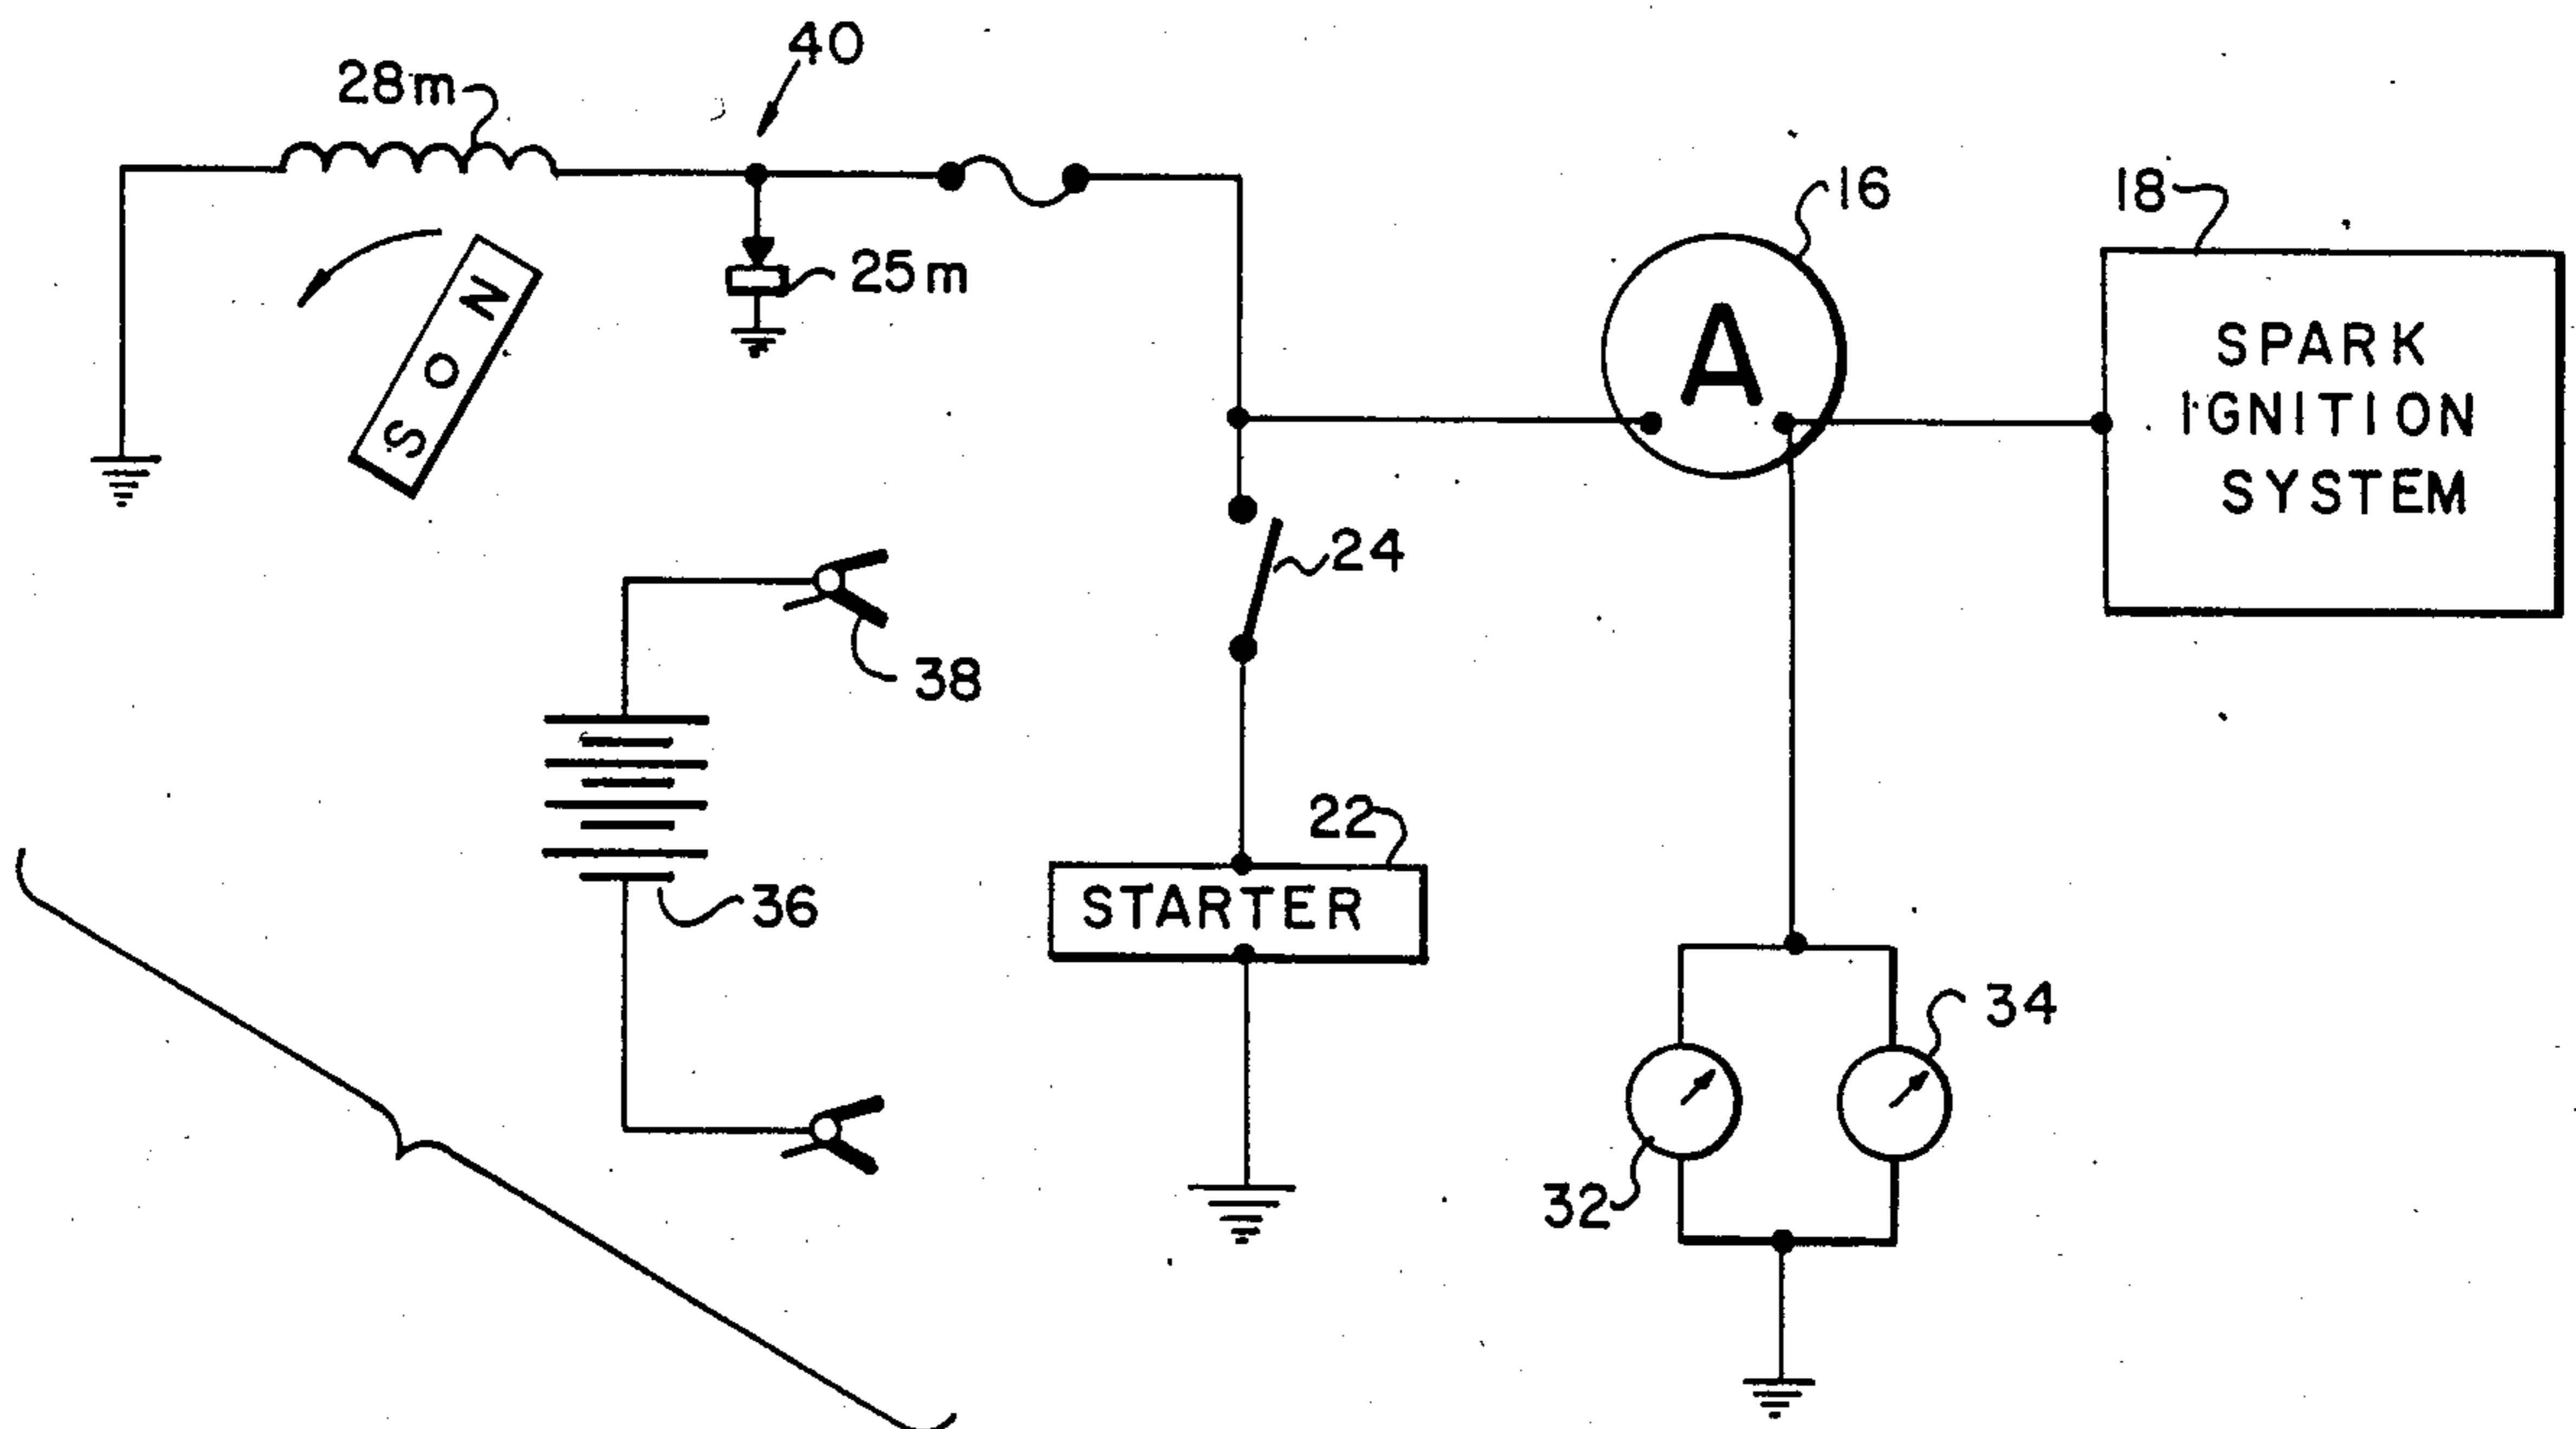 40
28m
16
18
25m
N
O
S
A
SPARK
IGNITION
SYSTEM
24
38
22
STARTER
36
34
32